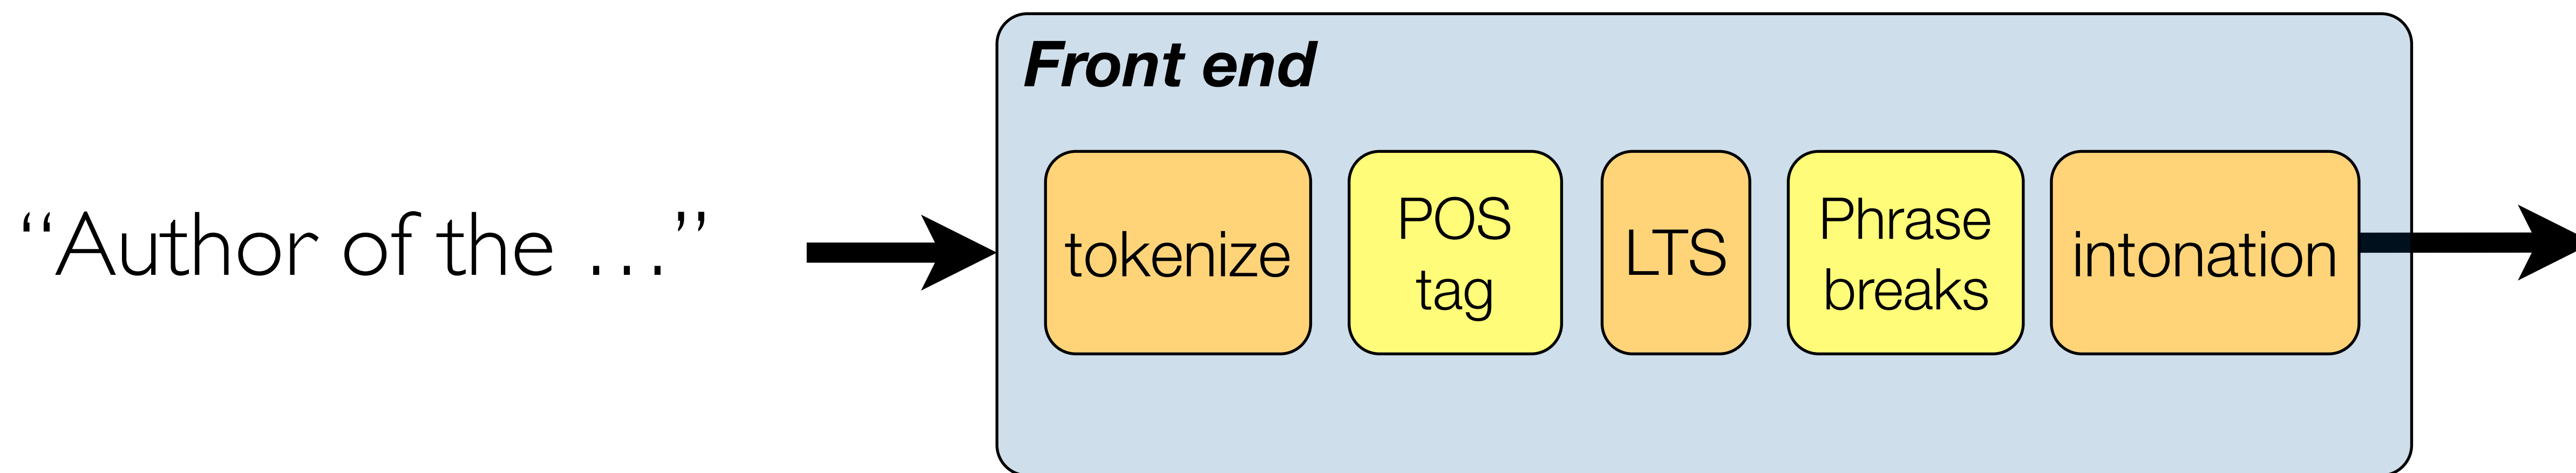 Front end
“Author of the …”
tokenize
POS
tag
LTS
Phrase
breaks
intonation